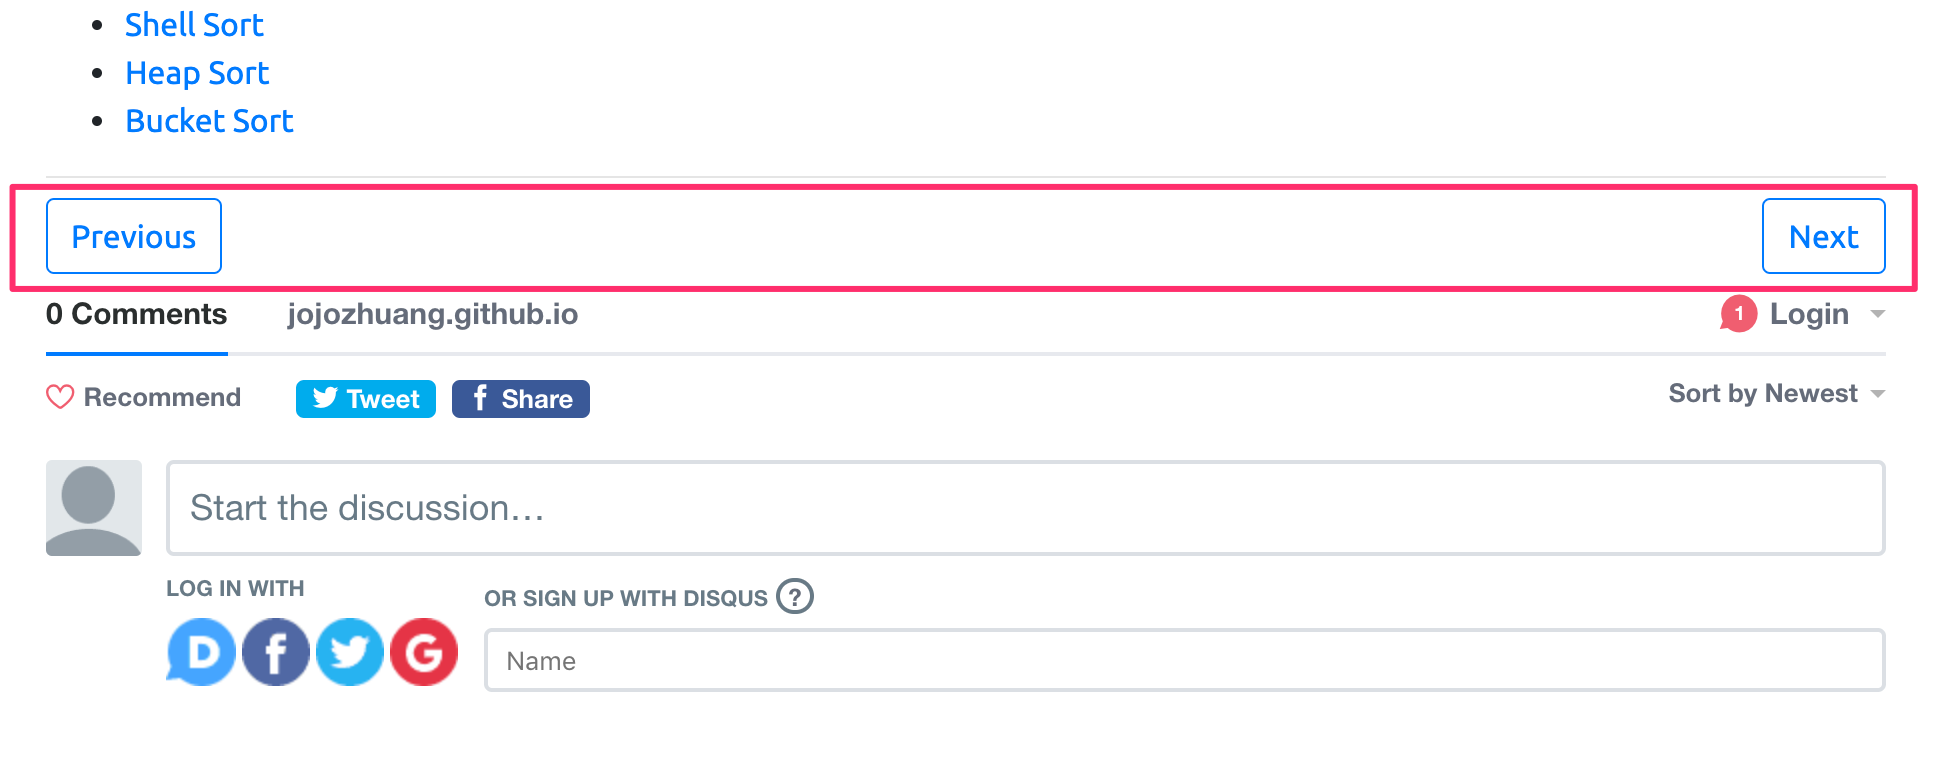 Shell Sort
Heap Sort
Bucket Sort
Previous Next
0 Comments jojozhuang.github.io 1 Login
Recommend Tweet f Share Sort by Newest
Start the discussion…
LOG IN WITH
OR SIGN UP WITH DISQUS ?
D f G
Name